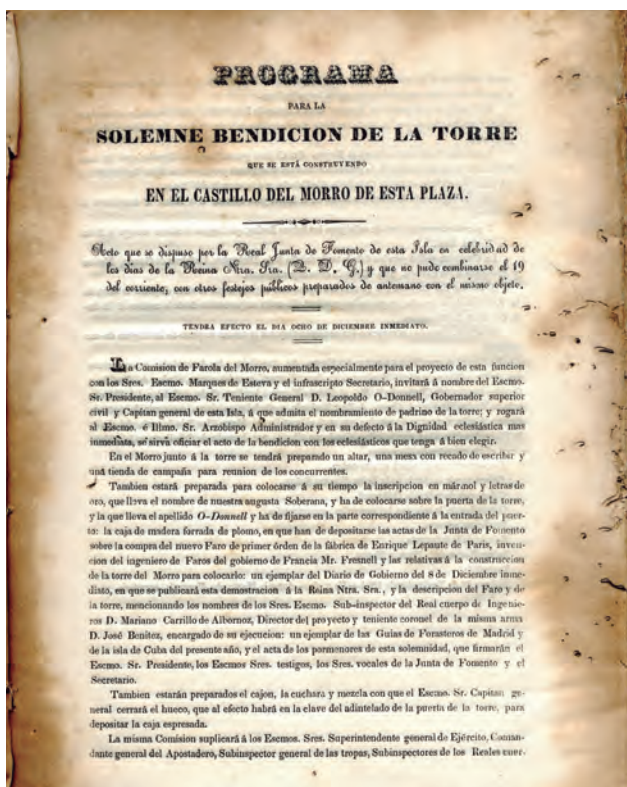 PROGRAMA
PARA LA
SOLEMNE BENDICION DE LA TORRE
QUE SE ESTÁ CONSTRUYENDO
EN EL CASTILLO DEL MORRO DE ESTA PLAZA.
Acto que se dispuso por la Real Junta de Fomento de esta Isla en celebridad de
los dias de la Reina Ntra. Sra. (Q. D. G.) y que no pudo combinarse el 19
del corriente, con otros festejos públicos preparados de antemano con el mismo objeto.
TENDRA EFECTO EL DIA OCHO DE DICIEMBRE INMEDIATO.
La Comision de Farola del Morro, aumentada especialmente para el proyecto de esta funcion
con los Sres. Escmo. Marques de Esteva y el infrascripto Secretario, invitará á nombre del Escmo.
Sr. Presidente, al Escmo. Sr. Teniente General D. Leopoldo O-Donnell, Gobernador superior
civil y Capitan general de esta Isla, á que admita el nombramiento de padrino de la torre; y rogará
al Escmo. é Illmo. Sr. Arzobispo Administrador y en su defecto á la Dignidad eclesiástica mas
inmediata, se sirva oficiar el acto de la bendicion con los eclesiásticos que tenga á bien elegir.
En el Morro junto á la torre se tendrá preparado un altar, una mesa con recado de escribir y
una tienda de campaña para reunion de los concurrentes.
Tambien estará preparada para colocarse á su tiempo la inscripcion en mármol y letras de
oro, que lleva el nombre de nuestra augusta Soberana, y ha de colocarse sobre la puerta de la torre,
y la que lleva el apellido O-Donnell y ha de fijarse en la parte correspondiente á la entrada del puer-
to: la caja de madera forrada de plomo, en que han de depositarse las actas de la Junta de Fomento
sobre la compra del nuevo Faro de primer órden de la fábrica de Enrique Lepaute de Paris, inven-
cion del ingeniero de Faros del gobierno de Francia Mr. Fresnell y las relativas á la construccion
de la torre del Morro para colocarlo: un ejemplar del Diario de Gobierno del 8 de Diciembre inme-
diato, en que se publicará esta demostracion á la Reina Ntra. Sra., y la descripcion del Faro y de
la torre, mencionando los nombres de los Sres. Escmo. Sub-inspector del Real cuerpo de Ingenie-
ros D. Mariano Carrillo de Albornoz, Director del proyecto y teniente coronel de la misma arma
D. José Benitez, encargado de su ejecucion: un ejemplar de las Guias de Forasteros de Madrid y
de la isla de Cuba del presente año, y el acta de los pormenores de esta solemnidad, que firmarán el
Escmo. Sr. Presidente, los Escmos Sres. testigos, los Sres. vocales de la Junta de Fomento y el
Secretario.
Tambien estarán preparados el cajon, la cuchara y mezcla con que el Escmo. Sr. Capitan ge-
neral cerrará el hueco, que al efecto habrá en la clave del adintelado de la puerta de la torre, para
depositar la caja espresada.
La misma Comision suplicará á los Escmos. Sres. Superintendente general de Ejército, Coman-
dante general del Apostadero, Subinspector general de las tropas, Subinspectores de los Reales cuer-